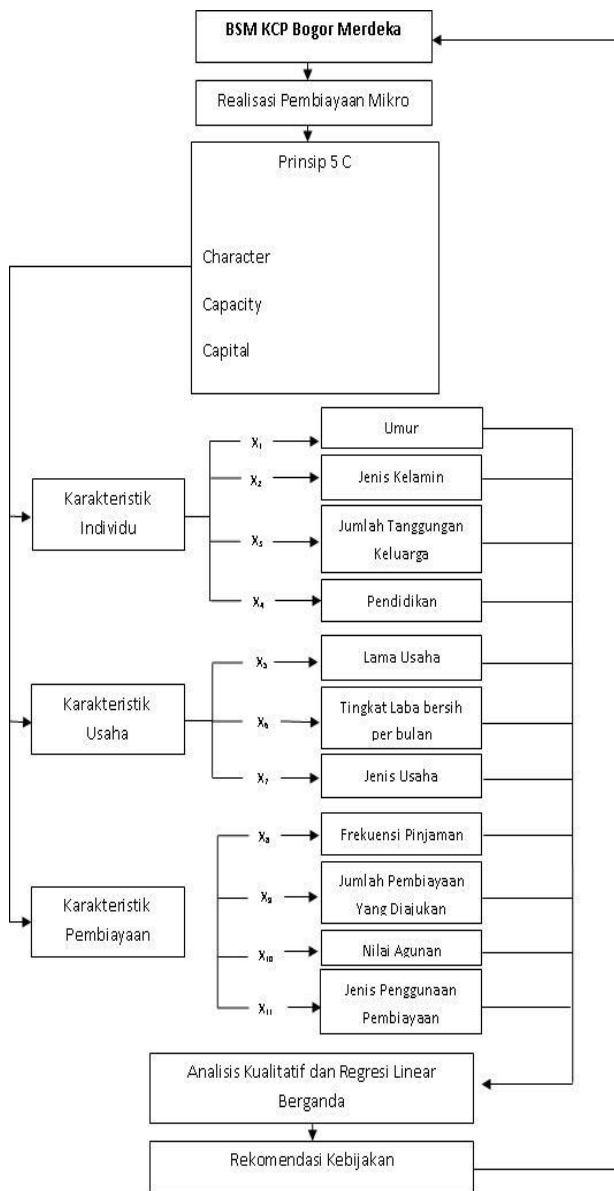 BSM KCP Bogor Merdeka
Realisasi Pembiayaan Mikro
Prinsip 5 C
Character
Capacity
Capital
Karakteristik
Individu
X₁
Umur
X₂
Jenis Kelamin
X₃
Jumlah Tanggungan
Keluarga
X₄
Pendidikan
Karakteristik
Usaha
X₅
Lama Usaha
X₆
Tingkat Laba bersih
per bulan
X₇
Jenis Usaha
Karakteristik
Pembiayaan
X₈
Frekuensi Pinjaman
X₉
Jumlah Pembiayaan
Yang Diajukan
X₁₀
Nilai Agunan
X₁₁
Jenis Penggunaan
Pembiayaan
Analisis Kualitatif dan Regresi Linear
Berganda
Rekomendasi Kebijakan